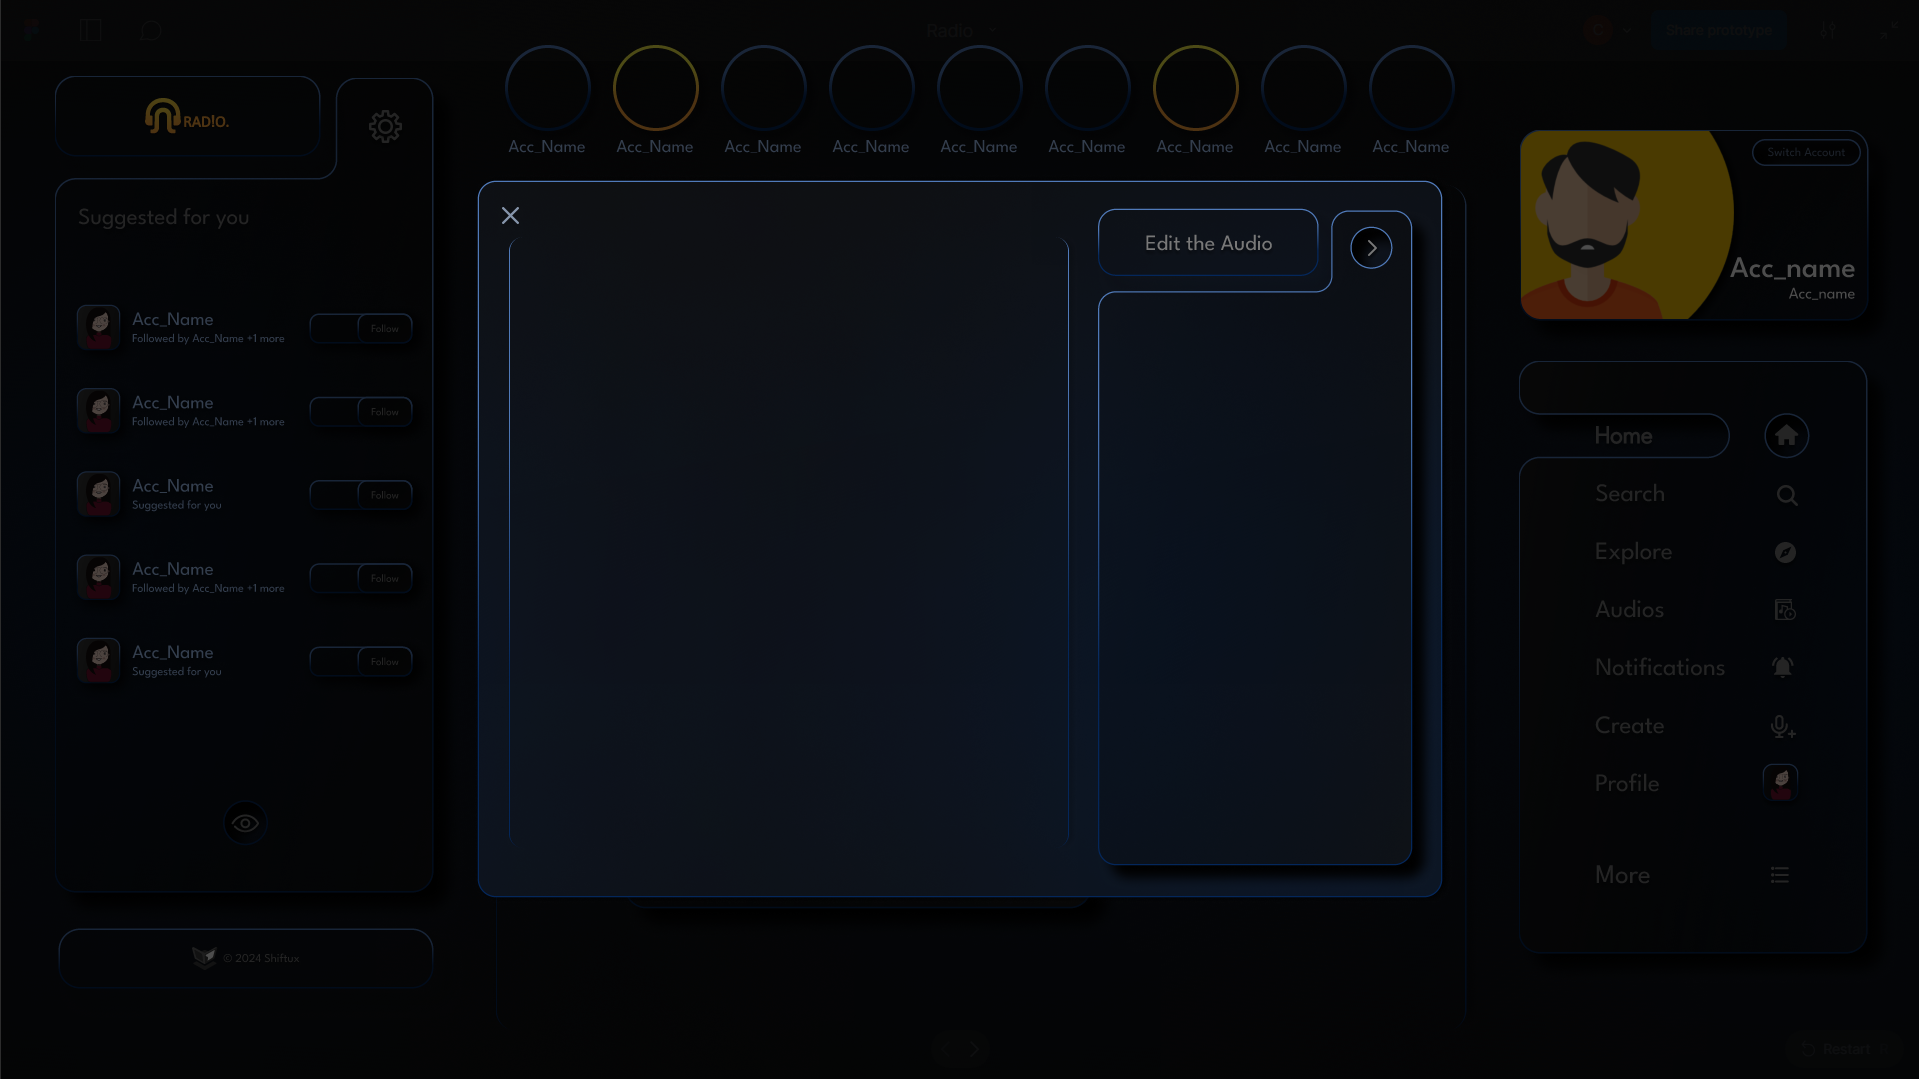 Radio
Share prototype
RAD!O.
Acc_Name
Acc_Name
Acc_Name
Acc_Name
Acc_Name
Acc_Name
Acc_Name
Acc_Name
Acc_Name
Suggested for you
Acc_Name
Followed by Acc_Name +1 more
Follow
Acc_Name
Followed by Acc_Name +1 more
Follow
Acc_Name
Suggested for you
Follow
Acc_Name
Followed by Acc_Name +1 more
Follow
Acc_Name
Suggested for you
Follow
© 2024 Shiftux
Edit the Audio
Switch Account
Acc_name
Acc_name
Home
Search
Explore
Audios
Notifications
Create
Profile
More
Restart